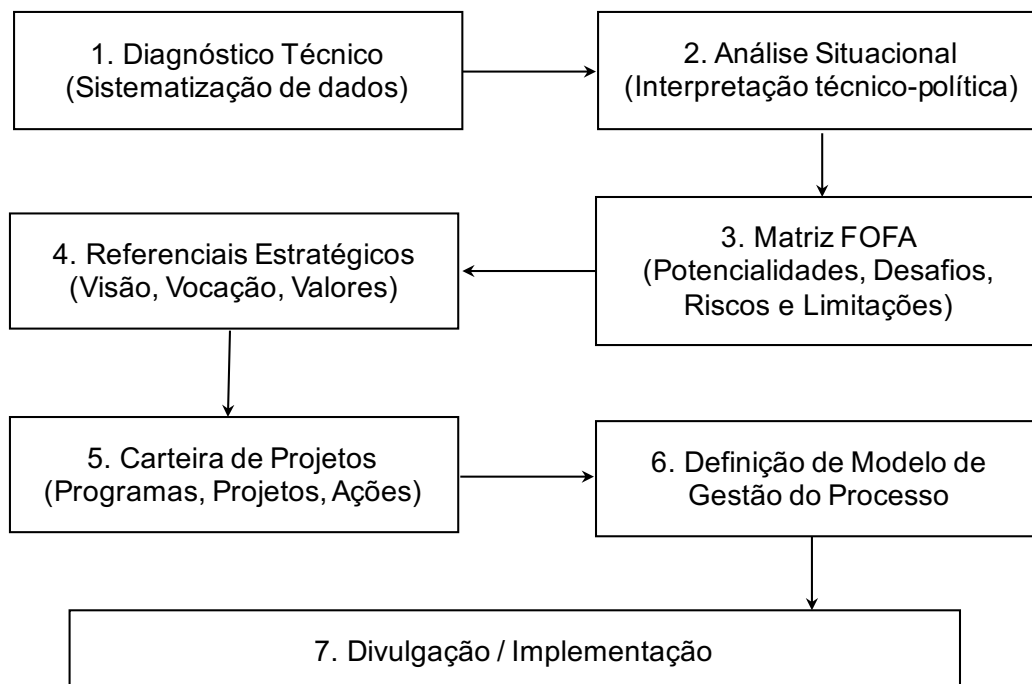 1. Diagnóstico Técnico
(Sistematização de dados)
2. Análise Situacional
(Interpretação técnico-política)
3. Matriz FOFA
(Potencialidades, Desafios,
Riscos e Limitações)
4. Referenciais Estratégicos
(Visão, Vocação, Valores)
5. Carteira de Projetos
(Programas, Projetos, Ações)
6. Definição de Modelo de
Gestão do Processo
7. Divulgação / Implementação